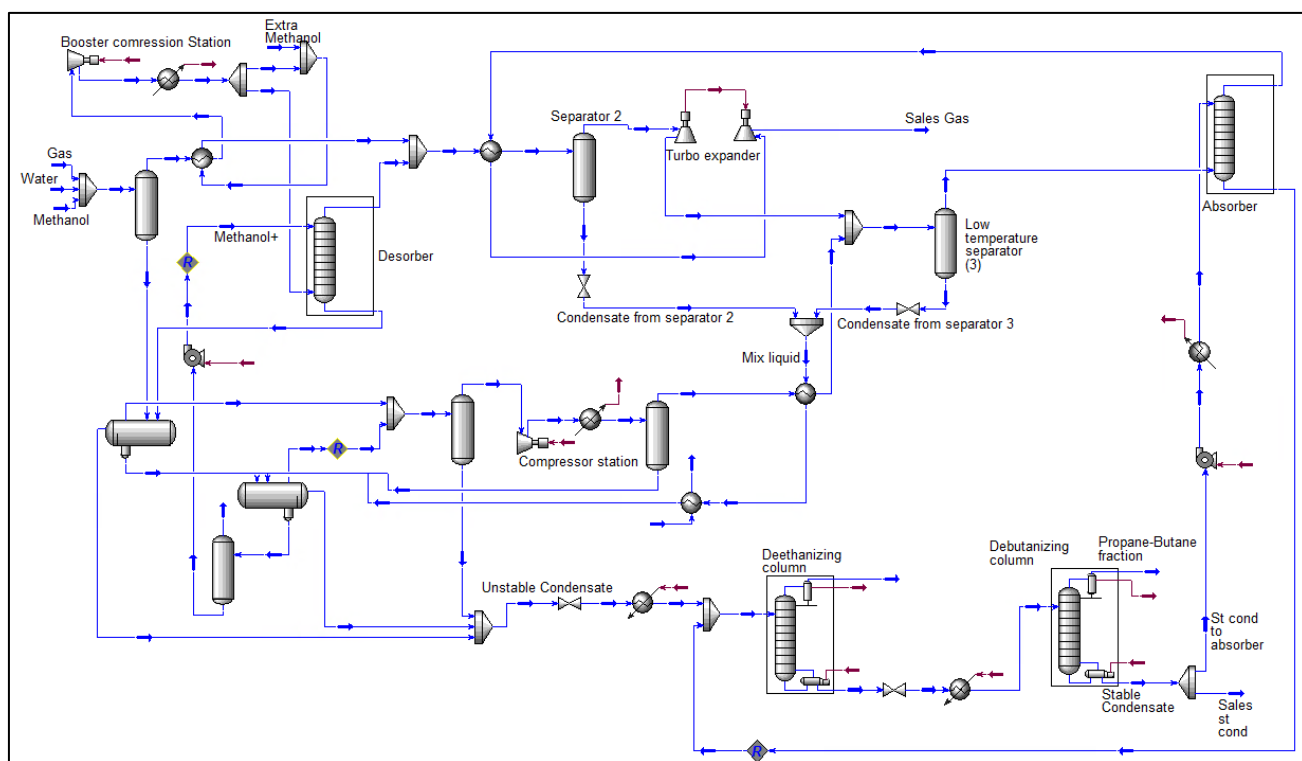 Extra
Methanol
Booster comression Station
Separator 2
Sales Gas
Turbo expander
Gas
Water
Methanol
Absorber
Methanol+
Desorber
Low
temperature
separator
(3)
Condensate from separator 2
Condensate from separator 3
Mix liquid
R
R
Compressor station
Deethanizing
column
Debutanizing
column
Propane-Butane
fraction
Unstable Condensate
St cond
to
absorber
Stable
Condensate
Sales
st
cond
R